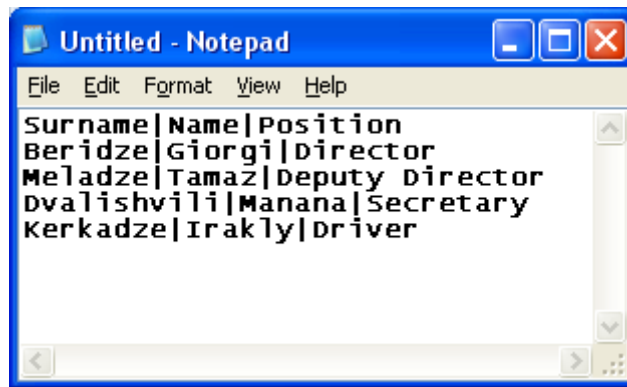 Untitled - Notepad
File Edit Format View Help
Surname|Name|Position
Beridze|Giorgi|Director
Meladze|Tamaz|Deputy Director
Dvalishvili|Manana|Secretary
Kerkadze|Irakly|Driver